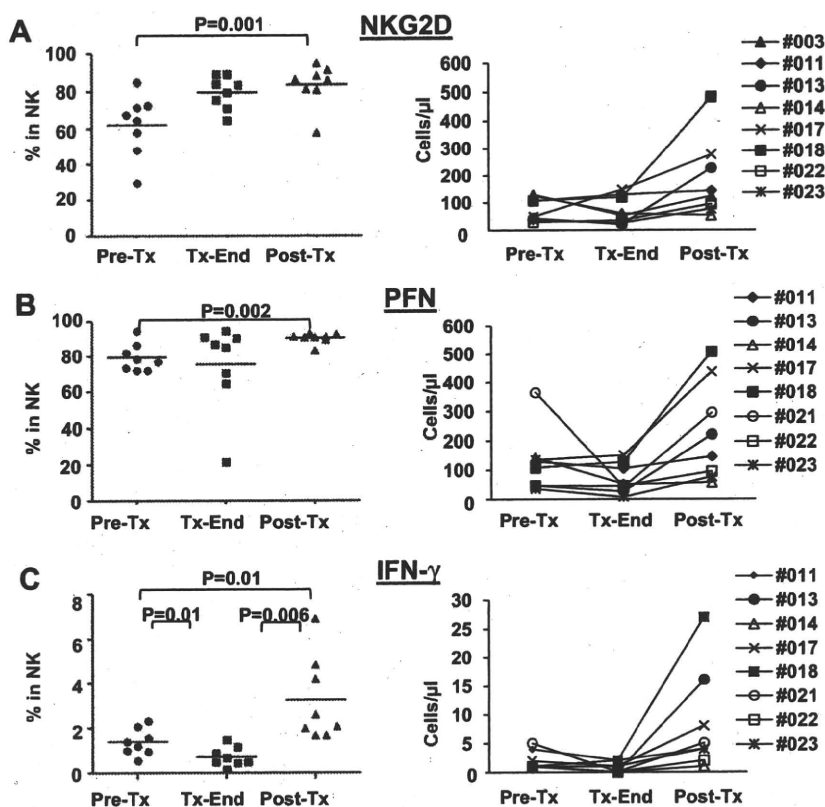 A
P=0.001
NKG2D
% in NK
100
80
60
40
20
0
Pre-Tx Tx-End Post-Tx
Cells/µl
600
500
400
300
200
100
0
Pre-Tx Tx-End Post-Tx
#003
#011
#013
#014
#017
#018
#022
#023
B
P=0.002
PFN
% in NK
100
80
60
40
20
0
Pre-Tx Tx-End Post-Tx
Cells/µl
600
500
400
300
200
100
0
Pre-Tx Tx-End Post-Tx
#011
#013
#014
#017
#018
#021
#022
#023
C
P=0.01
IFN-γ
P=0.01
P=0.006
% in NK
8
6
4
2
0
Pre-Tx Tx-End Post-Tx
Cells/µl
30
25
20
15
10
5
0
Pre-Tx Tx-End Post-Tx
#011
#013
#014
#017
#018
#021
#022
#023